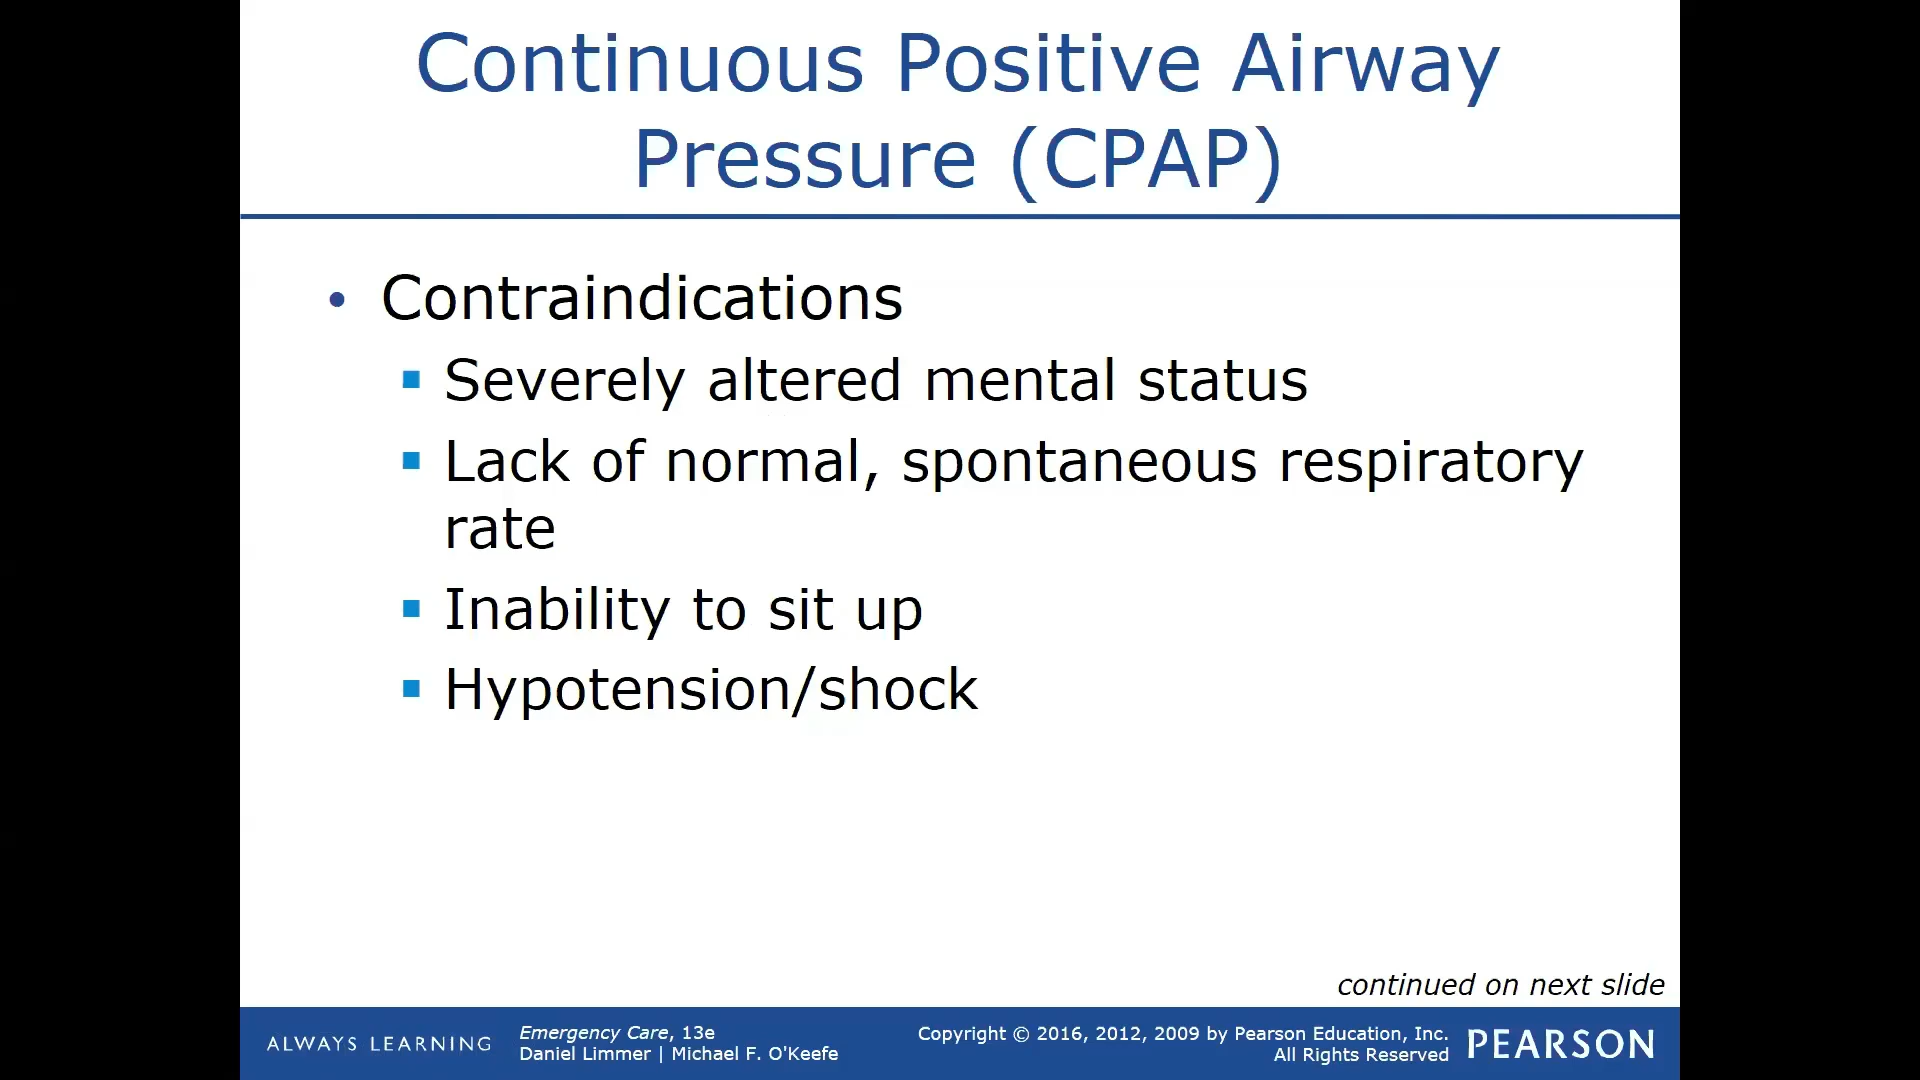 Continuous Positive Airway
Pressure (CPAP)
• Contraindications
▪ Severely altered mental status
▪ Lack of normal, spontaneous respiratory
rate
▪ Inability to sit up
▪ Hypotension/shock
continued on next slide
ALWAYS LEARNING
Emergency Care, 13e
Daniel Limmer | Michael F. O'Keefe
Copyright © 2016, 2012, 2009 by Pearson Education, Inc.
All Rights Reserved
PEARSON